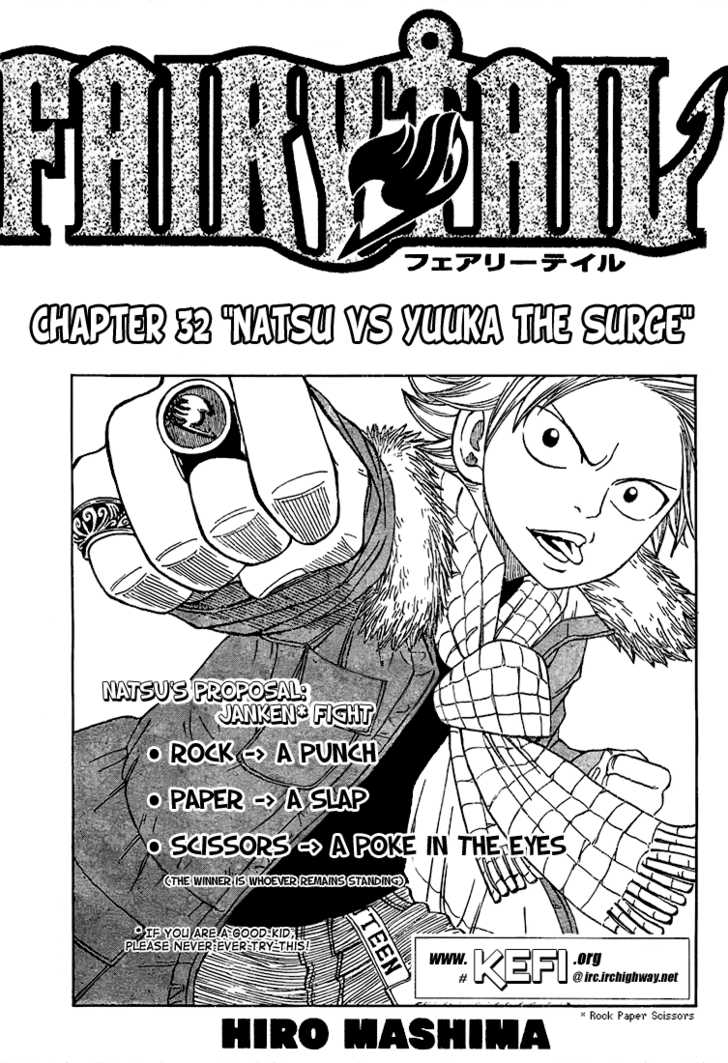 FAIRY TAIL
フェアリーテイル
CHAPTER 32 "NATSU VS YUUKA THE SURGE"
NATSU'S PROPOSAL:
JANKEN* FIGHT
• ROCK -> A PUNCH
• PAPER -> A SLAP
• SCISSORS -> A POKE IN THE EYES
(THE WINNER IS WHOEVER REMAINS STANDING)
* IF YOU ARE A GOOD KID,
PLEASE NEVER EVER TRY THIS!
TEEN
www. KEFI .org
# @ irc.irchighway.net
* Rock Paper Scissors
HIRO MASHIMA